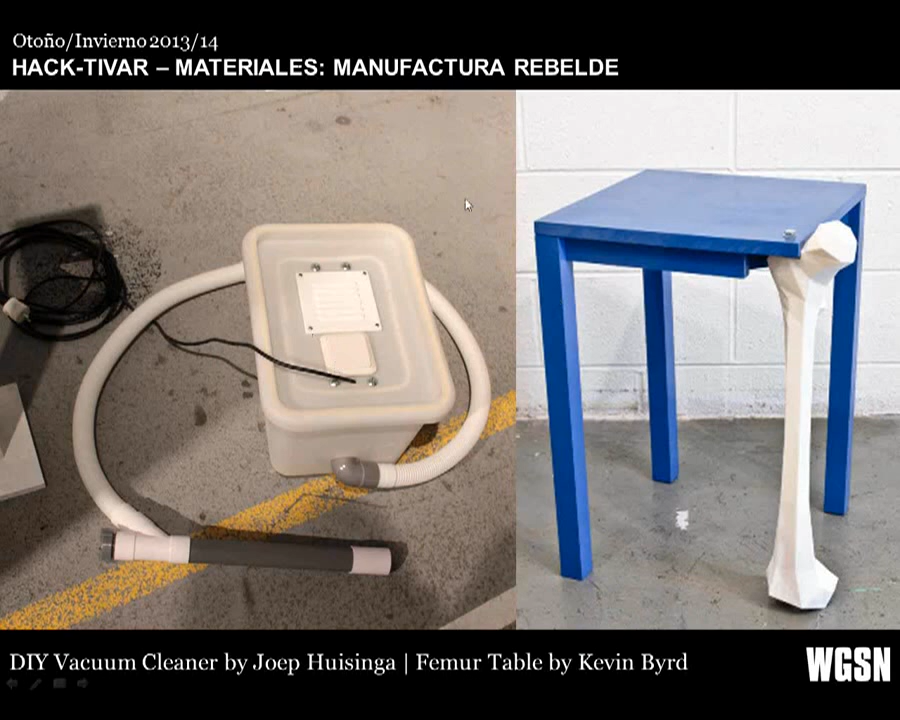 Otoño/Invierno 2013/14
HACK-TIVAR – MATERIALES: MANUFACTURA REBELDE
DIY Vacuum Cleaner by Joep Huisinga | Femur Table by Kevin Byrd
WGSN